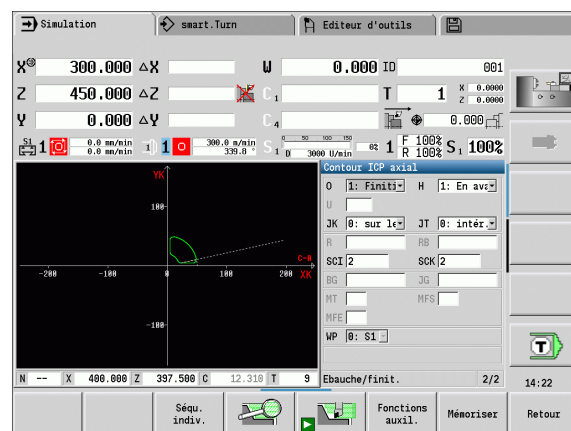 Simulation smart.Turn Editeur d'outils
X 300.000 ΔX W 0.000 ID 001
Z 450.000 ΔZ C1 T 1 X 0.0000 Z 0.0000
Y 0.000 ΔY C4 0.000
S1 1 0.0 mm/min 0.0 mm/min 1 300.0 m/min 339.8 ° S1 0 50 100 150 D 3000 U/min 0% 1 F 100% R 100% S1 100%
YK
100
C-0
-200 -100 0 100 200 XK
-100
Contour ICP axial
O 1: Finiti H 1: En ava
U
JK 0: sur le JT 0: intér.
R RB
SCI 2 SCK 2
BG JG
MT MFS
MFE
WP 0: S1
N -- X 400.000 Z 397.500 C 12.310 T 9
Ebauche/finit. 2/2
T
14:22
Séqu. indiv.
Fonctions auxil.
Mémoriser
Retour